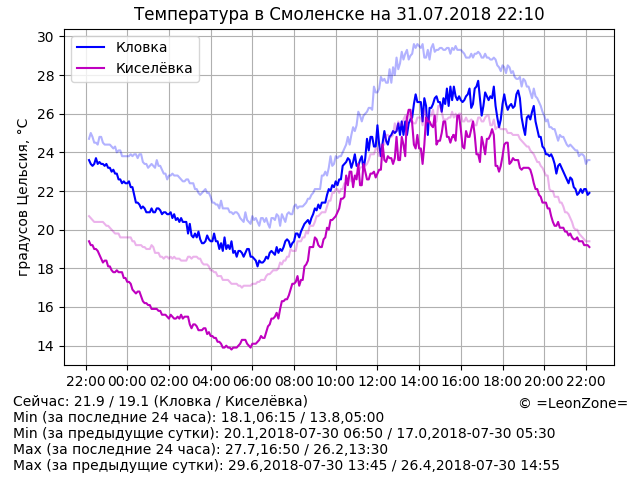 Температура в Смоленске на 31.07.2018 22:10
Кловка
Киселёвка
градусов Цельсия, °C
30
28
26
24
22
20
18
16
14
22:00 00:00 02:00 04:00 06:00 08:00 10:00 12:00 14:00 16:00 18:00 20:00 22:00
Сейчас: 21.9 / 19.1 (Кловка / Киселёвка)
© =LeonZone=
Min (за последние 24 часа): 18.1,06:15 / 13.8,05:00
Min (за предыдущие сутки): 20.1,2018-07-30 06:50 / 17.0,2018-07-30 05:30
Max (за последние 24 часа): 27.7,16:50 / 26.2,13:30
Max (за предыдущие сутки): 29.6,2018-07-30 13:45 / 26.4,2018-07-30 14:55